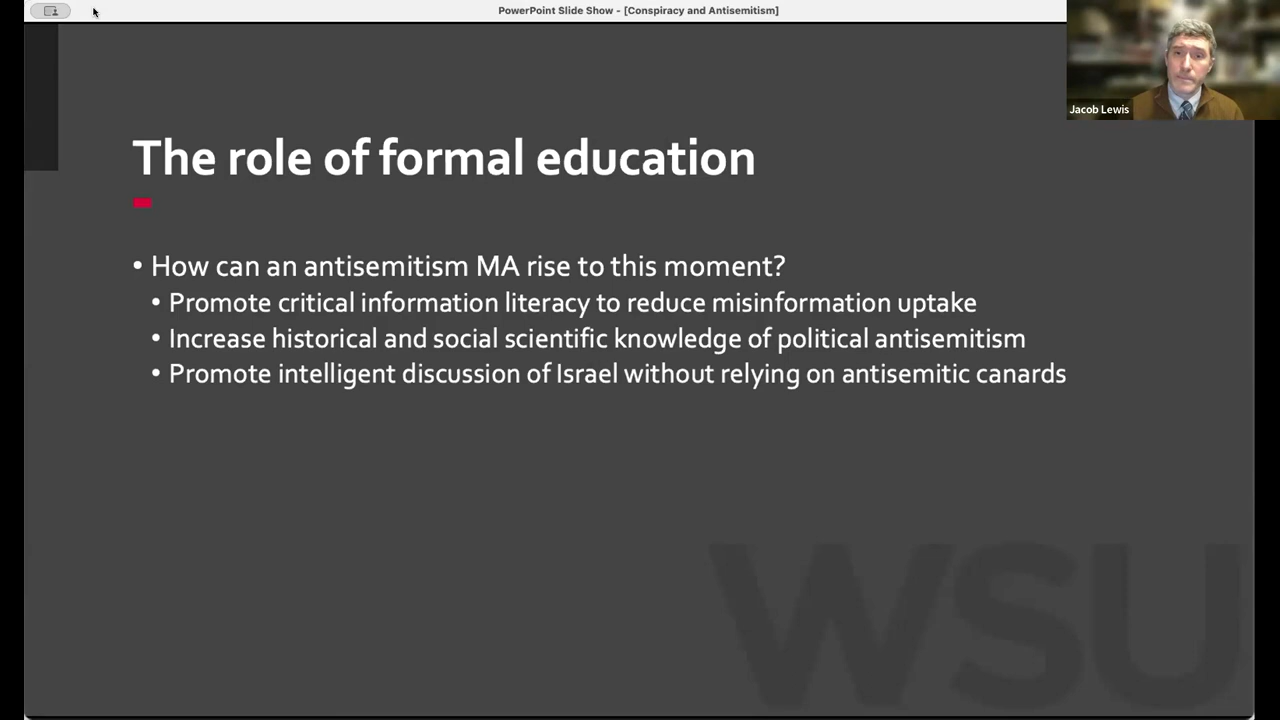 PowerPoint Slide Show - [Conspiracy and Antisemitism]
Jacob Lewis
The role of formal education
• How can an antisemitism MA rise to this moment?
• Promote critical information literacy to reduce misinformation uptake
• Increase historical and social scientific knowledge of political antisemitism
• Promote intelligent discussion of Israel without relying on antisemitic canards
WSU